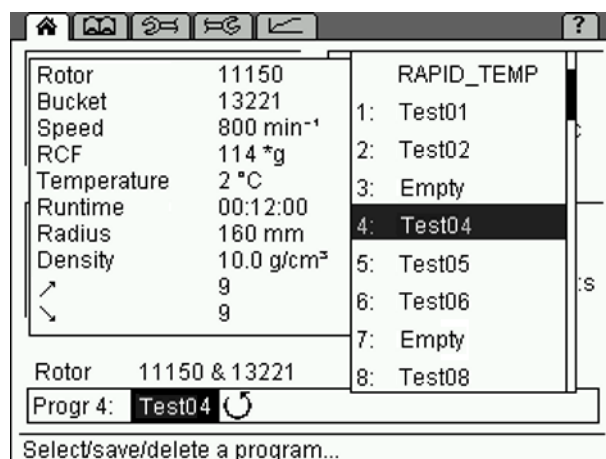 ?
Rotor 11150
Bucket 13221
Speed 800 min⁻¹
RCF 114 *g
Temperature 2 °C
Runtime 00:12:00
Radius 160 mm
Density 10.0 g/cm³
↗ 9
↘ 9
RAPID_TEMP
1: Test01
2: Test02
3: Empty
4: Test04
5: Test05
6: Test06
7: Empty
8: Test08
:s
Rotor 11150 & 13221
Progr 4: Test04
Select/save/delete a program...